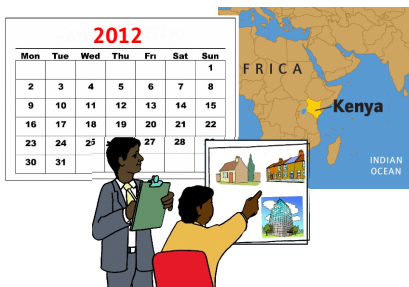 2012
Mon Tue Wed Thu Fri Sat Sun
1
2 3 4 5 6 7 8
9 10 11 12 13 14 15
16 17 18 19 20 21 22
23 24 25 27 28
30 31
FRICA
Kenya
INDIAN
OCEAN